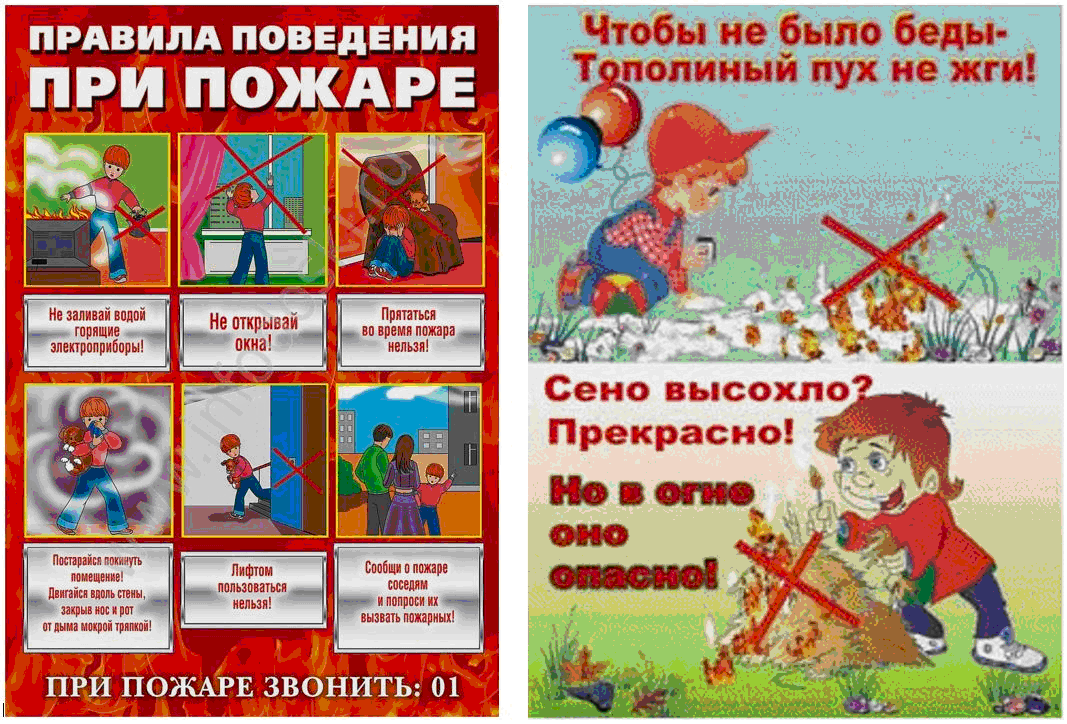 ПРАВИЛА ПОВЕДЕНИЯ
ПРИ ПОЖАРЕ
Не заливай водой
горящие
электроприборы!
Не открывай
окна!
Прятаться
во время пожара
нельзя!
Постарайся покинуть
помещение!
Двигайся вдоль стены,
закрыв нос и рот
от дыма мокрой тряпкой!
Лифтом
пользоваться
нельзя!
Сообщи о пожаре
соседям
и попроси их
вызвать пожарных!
ПРИ ПОЖАРЕ ЗВОНИТЬ: 01
Чтобы не было беды-
Тополиный пух не жги!
Сено высохло?
Прекрасно!
Но в огне
оно
опасно!